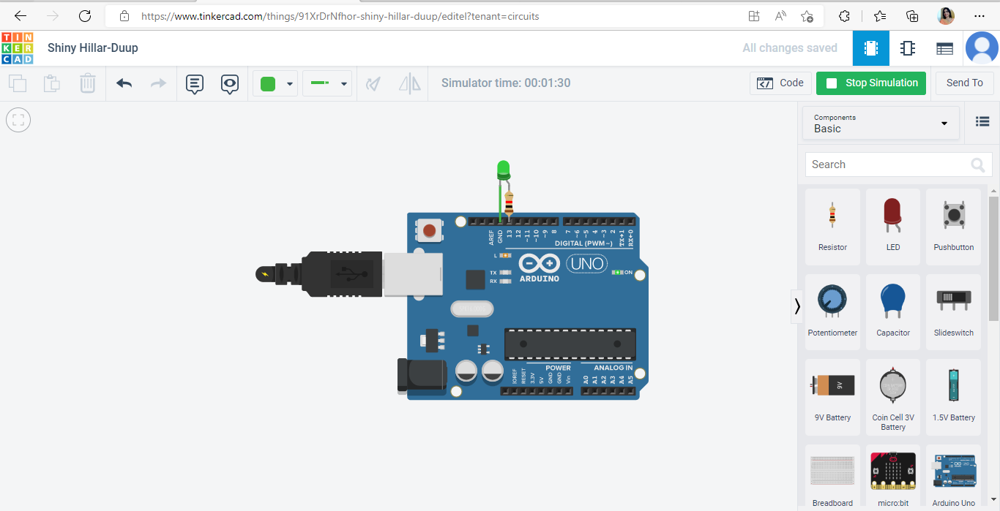 https://www.tinkercad.com/things/91XrDrNfhor-shiny-hillar-duup/editel?tenant=circuits
TIN
KER
CAD
Shiny Hillar-Duup
All changes saved
Simulator time: 00:01:30
Code
Stop Simulation
Send To
Components
Basic
Search
Resistor
LED
Pushbutton
Potentiometer
Capacitor
Slideswitch
9V
9V Battery
Coin Cell 3V
Battery
1.5V Battery
Breadboard
micro:bit
Arduino Uno
AREF
GND
13
12
~11
~10
~9
8
7
~6
~5
4
~3
2
TX→1
RX←0
DIGITAL (PWM~)
L
TX
RX
ARDUINO
UNO
ON
POWER
ANALOG IN
IOREF
RESET
3.3V
5V
GND
GND
Vin
A0
A1
A2
A3
A4
A5